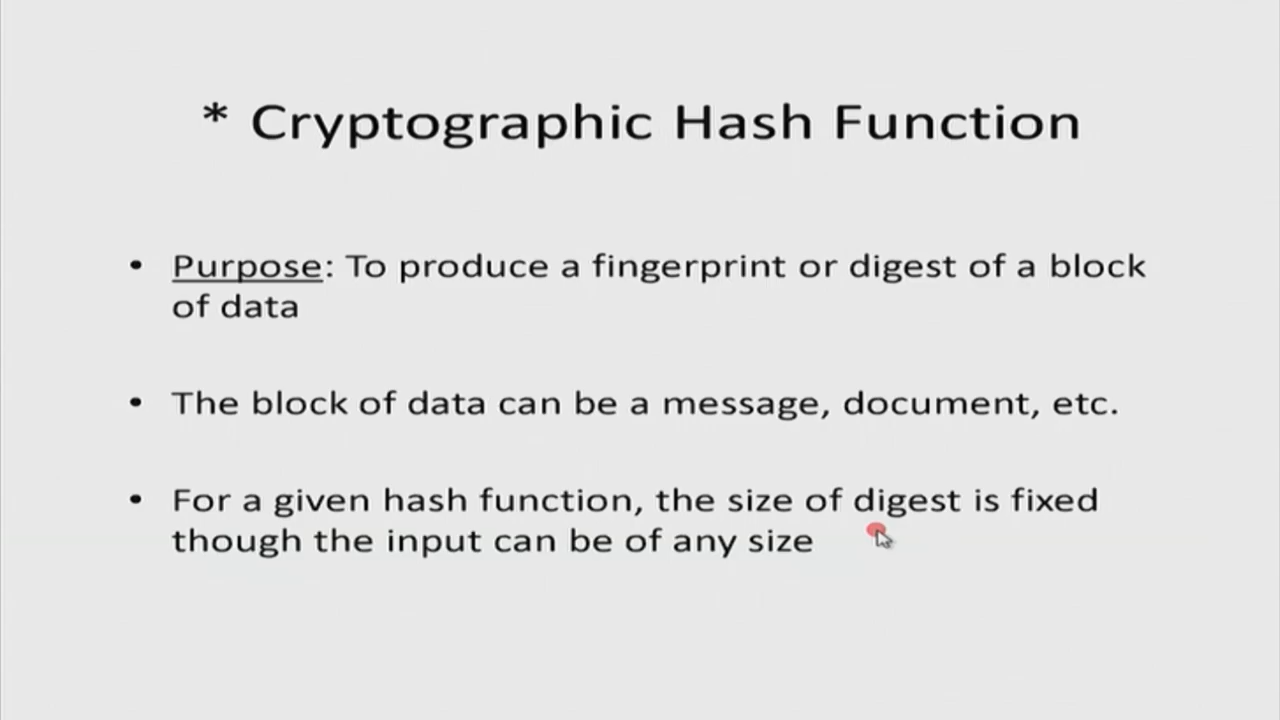 * Cryptographic Hash Function
• Purpose: To produce a fingerprint or digest of a block
of data
• The block of data can be a message, document, etc.
• For a given hash function, the size of digest is fixed
though the input can be of any size